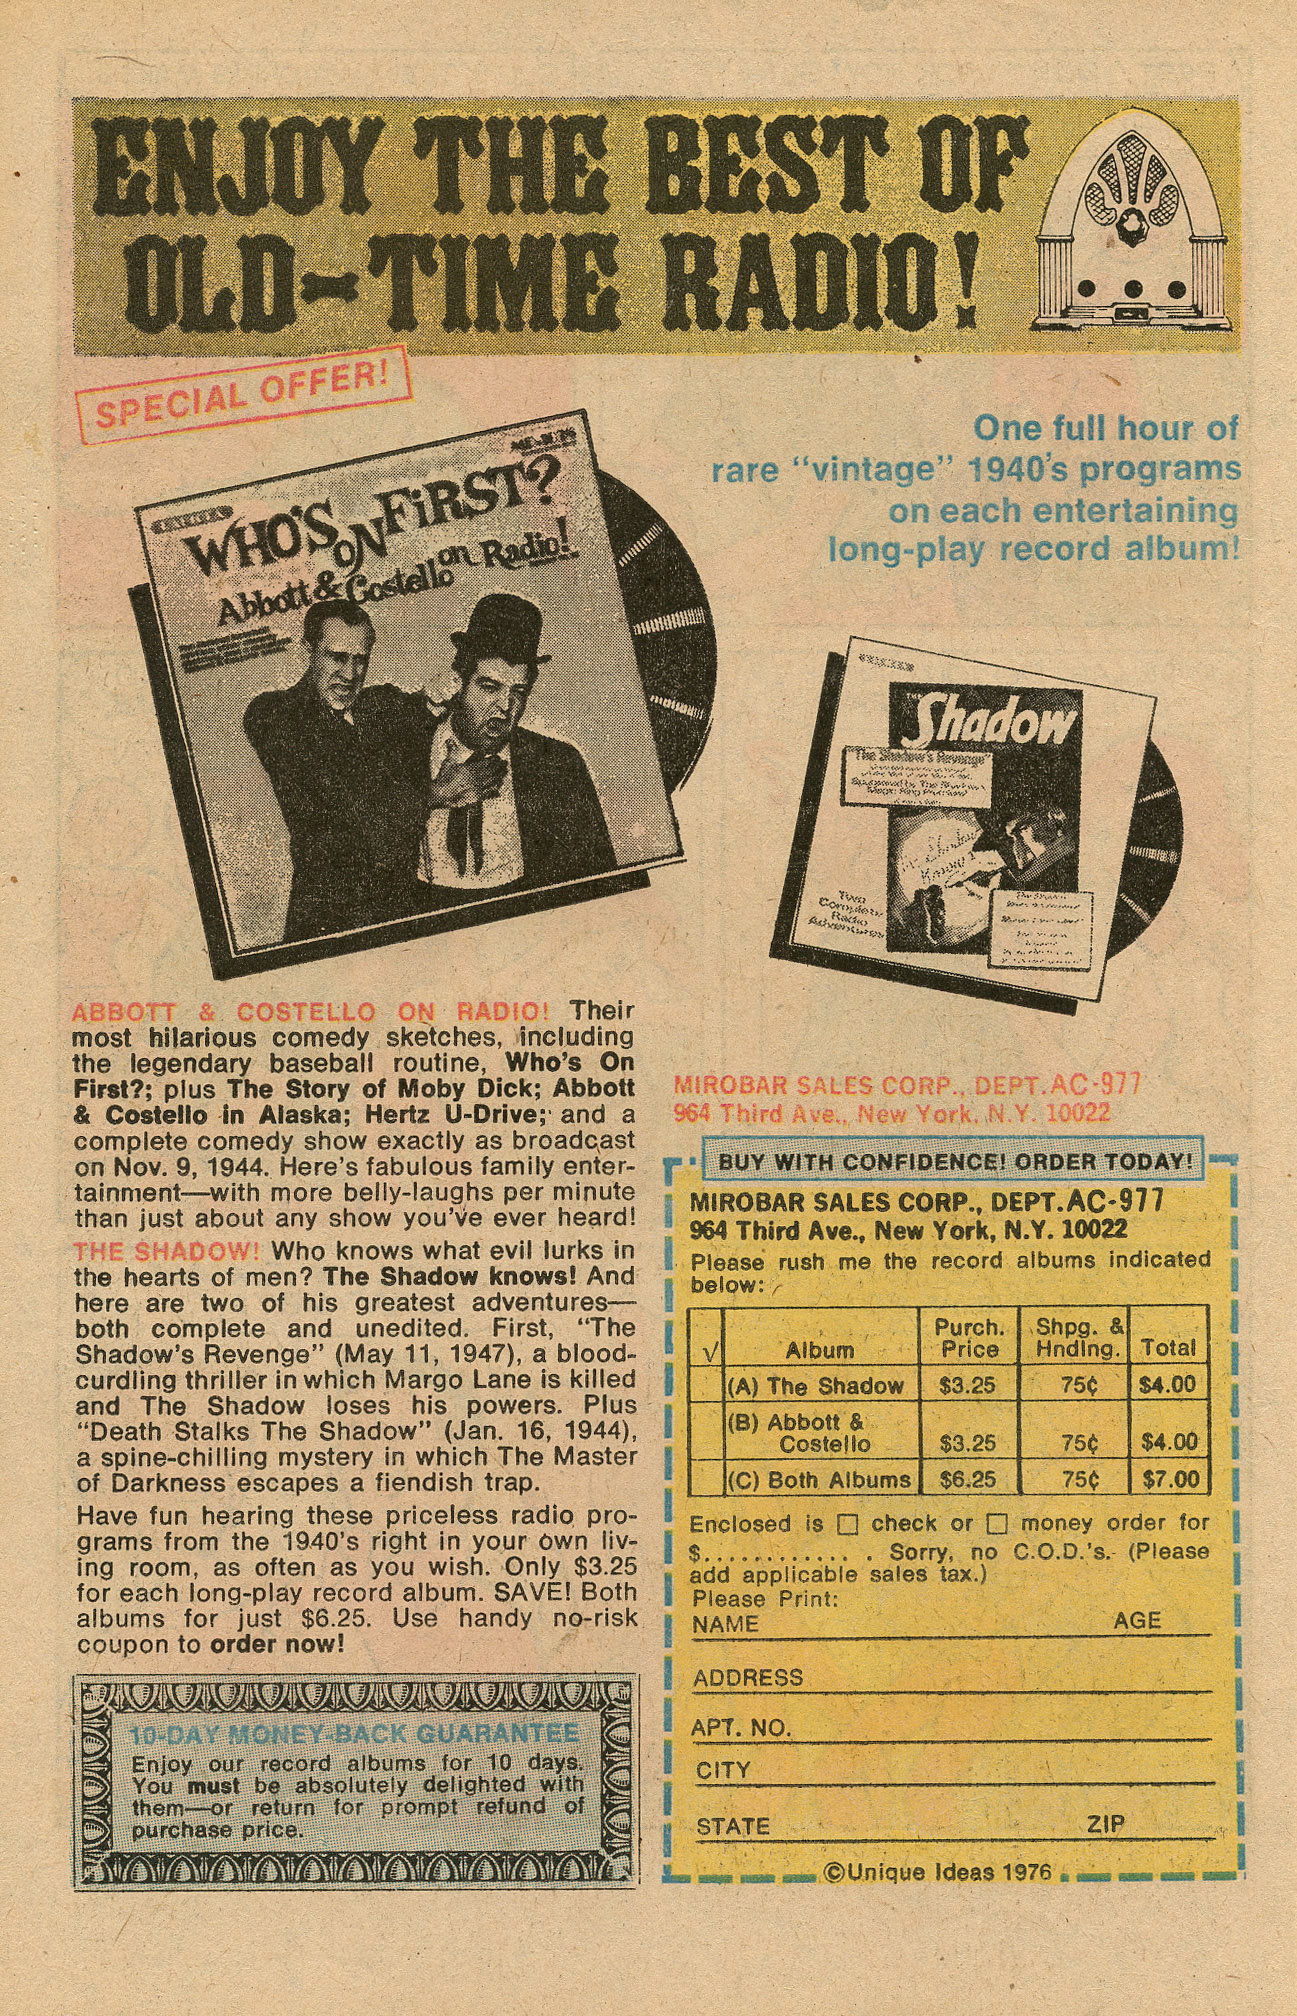 ENJOY THE BEST OF
OLD-TIME RADIO!
SPECIAL OFFER!
WHO'S ON FiRST?
Abbott & Costello on Radio!
One full hour of
rare “vintage” 1940's programs
on each entertaining
long-play record album!
THE
Shadow
"The Shadow's Revenge"
Two
Complete
Radio
Adventures
ABBOTT & COSTELLO ON RADIO! Their
most hilarious comedy sketches, including
the legendary baseball routine, Who's On
First?; plus The Story of Moby Dick; Abbott
& Costello in Alaska; Hertz U-Drive; and a
complete comedy show exactly as broadcast
on Nov. 9, 1944. Here's fabulous family enter-
tainment—with more belly-laughs per minute
than just about any show you've ever heard!
THE SHADOW! Who knows what evil lurks in
the hearts of men? The Shadow knows! And
here are two of his greatest adventures—
both complete and unedited. First, “The
Shadow's Revenge” (May 11, 1947), a blood-
curdling thriller in which Margo Lane is killed
and The Shadow loses his powers. Plus
“Death Stalks The Shadow” (Jan. 16, 1944),
a spine-chilling mystery in which The Master
of Darkness escapes a fiendish trap.
Have fun hearing these priceless radio pro-
grams from the 1940's right in your own liv-
ing room, as often as you wish. Only $3.25
for each long-play record album. SAVE! Both
albums for just $6.25. Use handy no-risk
coupon to order now!
10-DAY MONEY-BACK GUARANTEE
Enjoy our record albums for 10 days.
You must be absolutely delighted with
them—or return for prompt refund of
purchase price.
MIROBAR SALES CORP., DEPT. AC-977
964 Third Ave., New York, N.Y. 10022
BUY WITH CONFIDENCE! ORDER TODAY!
MIROBAR SALES CORP., DEPT. AC-977
964 Third Ave., New York, N.Y. 10022
Please rush me the record albums indicated
below:
√ Album Purch. Price Shpg. & Hndlng. Total
(A) The Shadow $3.25 75¢ $4.00
(B) Abbott & Costello $3.25 75¢ $4.00
(C) Both Albums $6.25 75¢ $7.00
Enclosed is □ check or □ money order for
$............. Sorry, no C.O.D.'s. (Please
add applicable sales tax.)
Please Print:
NAME AGE
ADDRESS
APT. NO.
CITY
STATE ZIP
©Unique Ideas 1976